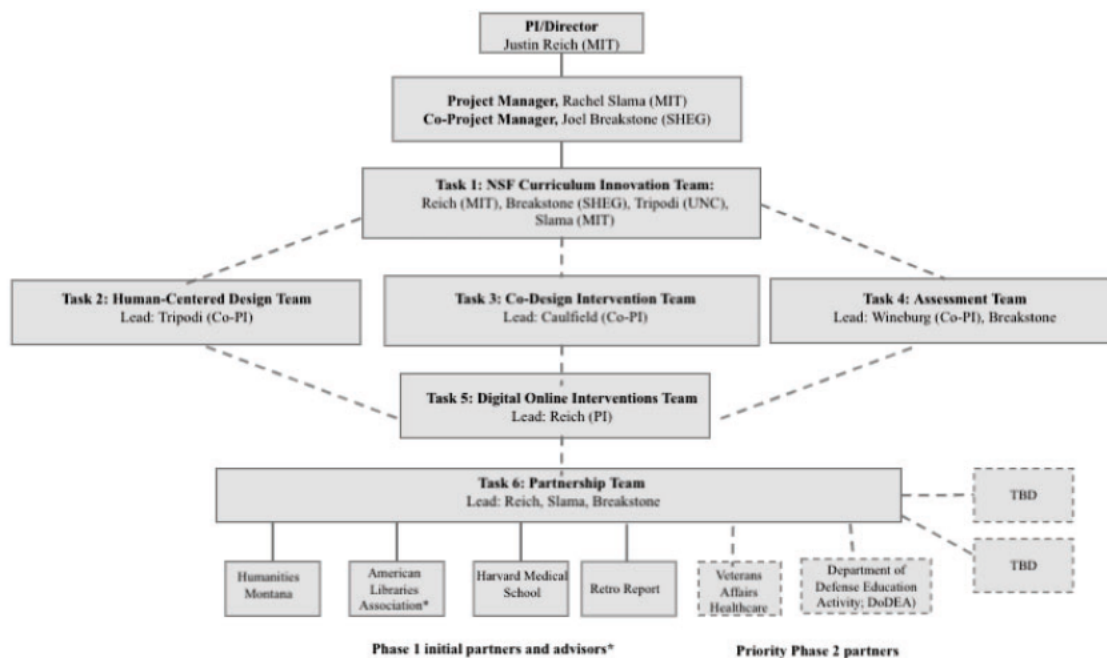 PI/Director
Justin Reich (MIT)
Project Manager, Rachel Slama (MIT)
Co-Project Manager, Joel Breakstone (SHEG)
Task 1: NSF Curriculum Innovation Team:
Reich (MIT), Breakstone (SHEG), Tripodi (UNC),
Slama (MIT)
Task 2: Human-Centered Design Team
Lead: Tripodi (Co-PI)
Task 3: Co-Design Intervention Team
Lead: Caulfield (Co-PI)
Task 4: Assessment Team
Lead: Wineburg (Co-PI), Breakstone
Task 5: Digital Online Interventions Team
Lead: Reich (PI)
Task 6: Partnership Team
Lead: Reich, Slama, Breakstone
TBD
TBD
Humanities
Montana
American
Libraries
Association*
Harvard Medical
School
Retro Report
Veterans
Affairs
Healthcare
Department of
Defense Education
Activity; DoDEA)
Phase 1 initial partners and advisors*
Priority Phase 2 partners